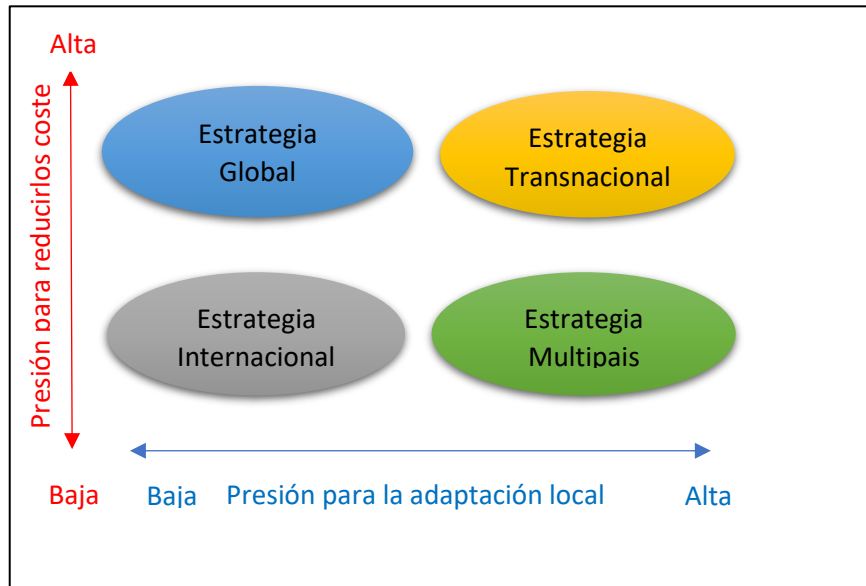 Alta
Presión para reducirlos coste
Estrategia
Global
Estrategia
Transnacional
Estrategia
Internacional
Estrategia
Multipais
Baja
Baja
Presión para la adaptación local
Alta